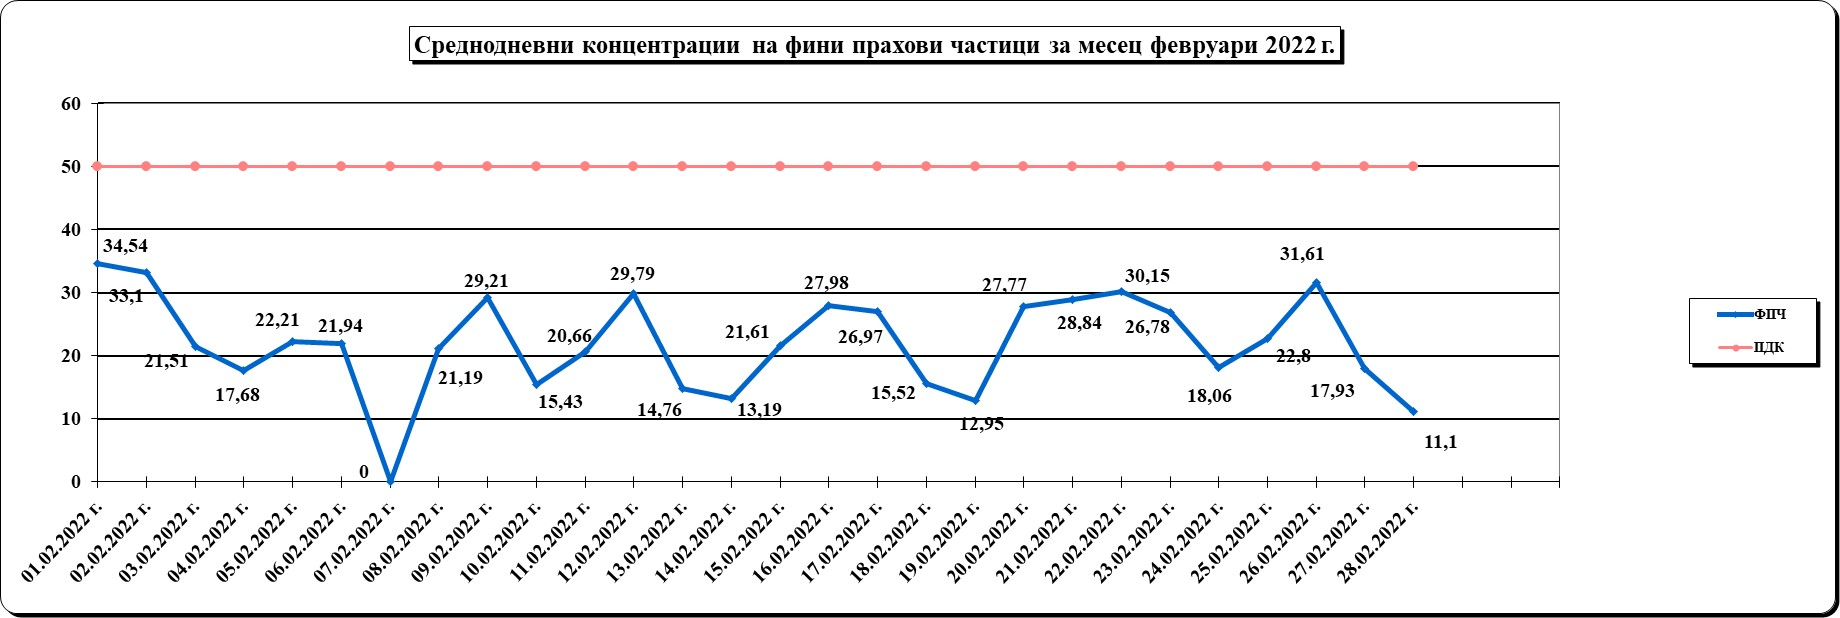 Среднодневни концентрации на фини прахови частици за месец февруари 2022 г.
60
50
40
30
20
10
0
34,54
33,1
21,51
17,68
22,21
21,94
0
21,19
29,21
15,43
20,66
29,79
14,76
13,19
21,61
27,98
26,97
15,52
12,95
27,77
28,84
30,15
26,78
18,06
22,8
31,61
17,93
11,1
01.02.2022 г.
02.02.2022 г.
03.02.2022 г.
04.02.2022 г.
05.02.2022 г.
06.02.2022 г.
07.02.2022 г.
08.02.2022 г.
09.02.2022 г.
10.02.2022 г.
11.02.2022 г.
12.02.2022 г.
13.02.2022 г.
14.02.2022 г.
15.02.2022 г.
16.02.2022 г.
17.02.2022 г.
18.02.2022 г.
19.02.2022 г.
20.02.2022 г.
21.02.2022 г.
22.02.2022 г.
23.02.2022 г.
24.02.2022 г.
25.02.2022 г.
26.02.2022 г.
27.02.2022 г.
28.02.2022 г.
ФПЧ
ПДК